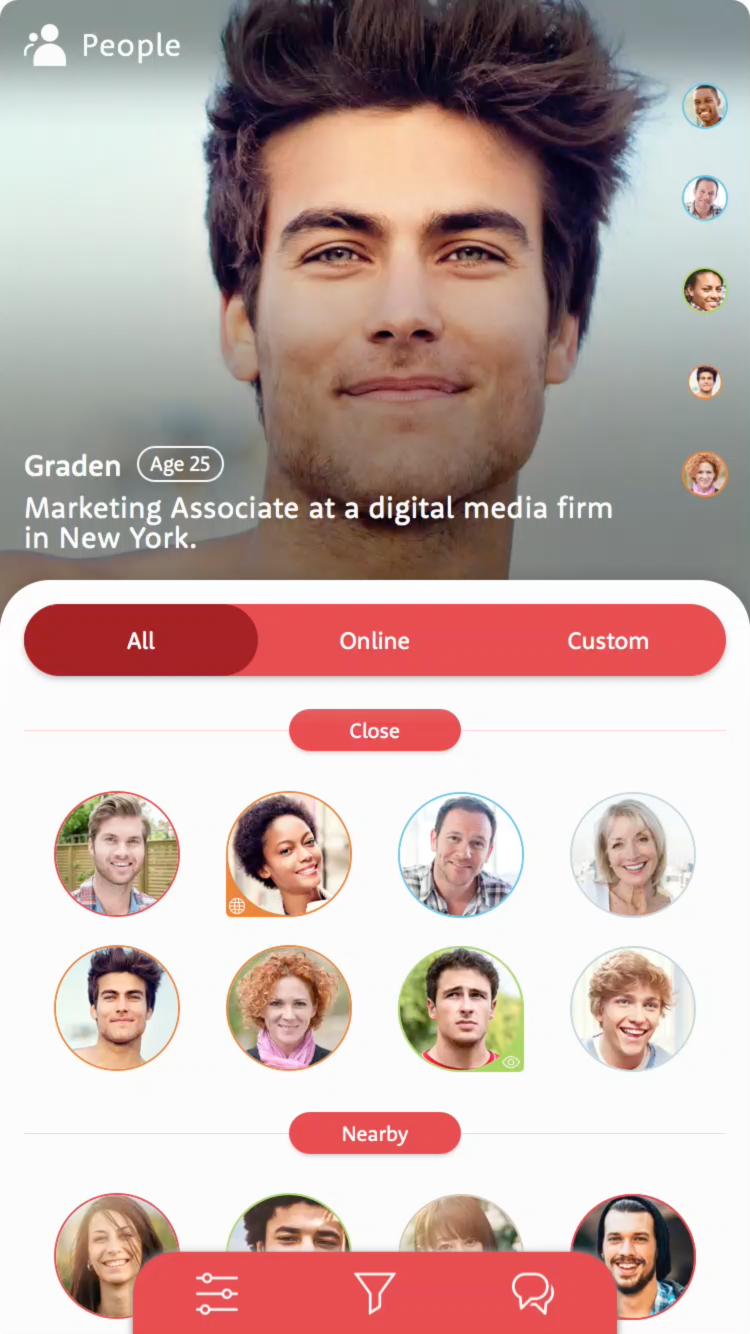 People
Graden Age 25
Marketing Associate at a digital media firm
in New York.
All Online Custom
Close
Nearby